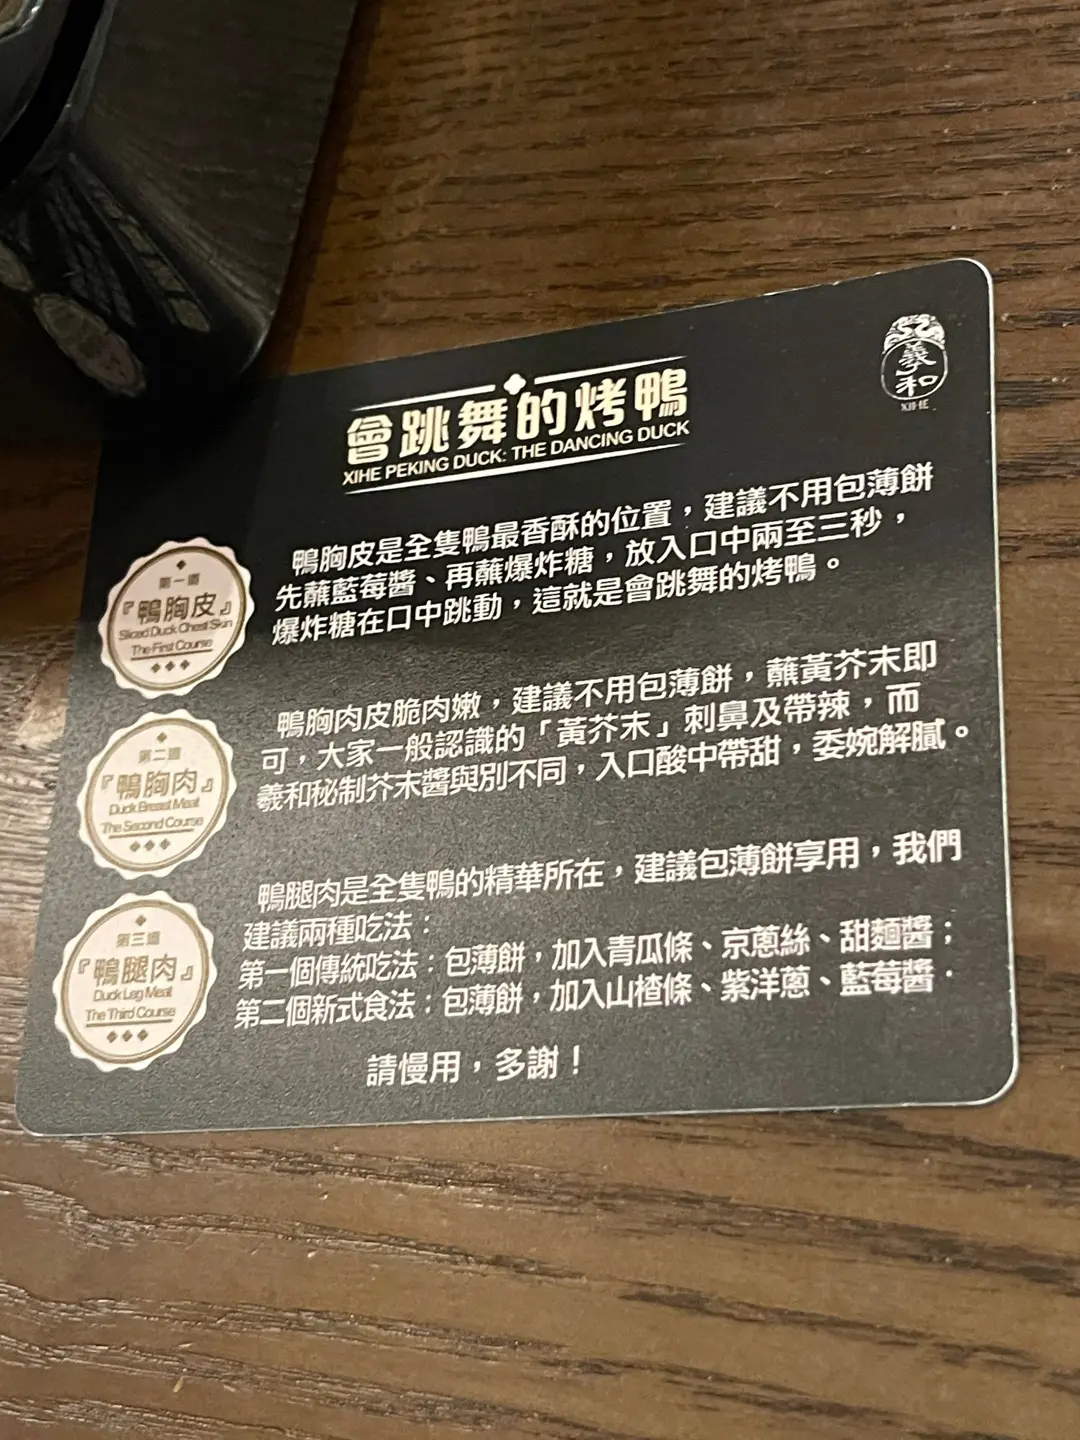 羲和
XIHE
會跳舞的烤鴨
XIHE PEKING DUCK: THE DANCING DUCK
第一道
『鴨胸皮』
Sliced Duck Chest Skin
The First Course
鴨胸皮是全隻鴨最香酥的位置，建議不用包薄餅
先蘸藍莓醬、再蘸爆炸糖，放入口中兩至三秒，
爆炸糖在口中跳動，這就是會跳舞的烤鴨。
第二道
『鴨胸肉』
Duck Breast Meat
The Second Course
鴨胸肉皮脆肉嫩，建議不用包薄餅，蘸黃芥末即
可，大家一般認識的「黃芥末」刺鼻及帶辣，而
羲和秘制芥末醬與別不同，入口酸中帶甜，委婉解膩。
第三道
『鴨腿肉』
Duck Leg Meat
The Third Course
鴨腿肉是全隻鴨的精華所在，建議包薄餅享用，我們
建議兩種吃法：
第一個傳統吃法：包薄餅，加入青瓜條、京蔥絲、甜麵醬；
第二個新式食法：包薄餅，加入山楂條、紫洋蔥、藍莓醬．
請慢用，多謝！